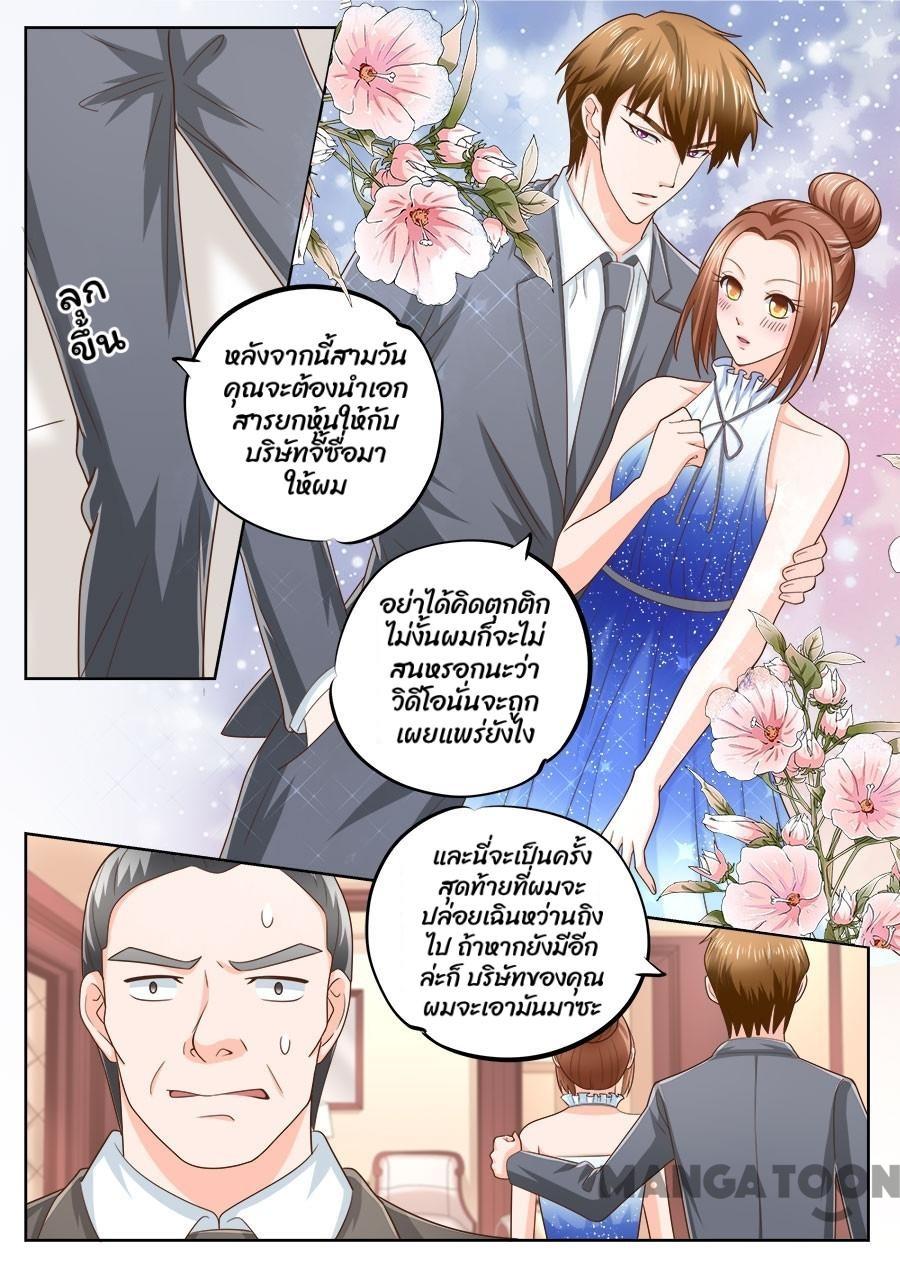 ลุก
ขึ้น
หลังจากนี้สามวัน
คุณจะต้องนำเอก
สารยกหุ้นให้กับ
บริษัทจี้ซื่อมา
ให้ผม
อย่าได้คิดตุกติก
ไม่งั้นผมก็จะไม่
สนหรอกนะว่า
วิดีโอนั่นจะถูก
เผยแพร่ยังไง
และนี่จะเป็นครั้ง
สุดท้ายที่ผมจะ
ปล่อยเฉินหว่านถิง
ไป ถ้าหากยังมีอีก
ล่ะก็ บริษัทของคุณ
ผมจะเอามันมาซะ
MANGATOON